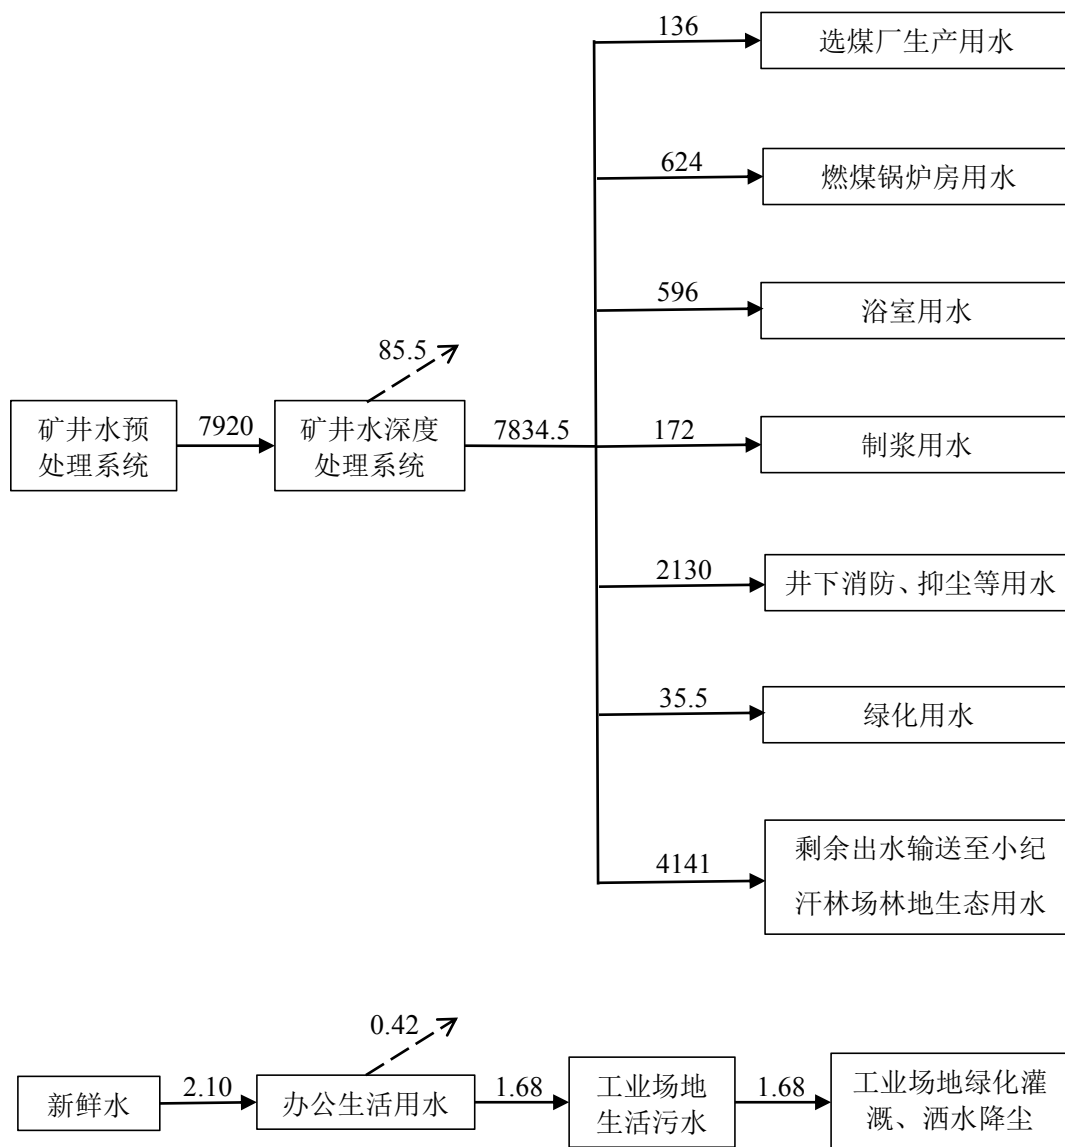 136
选煤厂生产用水
624
燃煤锅炉房用水
596
浴室用水
85.5
矿井水预
处理系统
7920
矿井水深度
处理系统
7834.5
172
制浆用水
2130
井下消防、抑尘等用水
35.5
绿化用水
4141
剩余出水输送至小纪
汗林场林地生态用水
0.42
新鲜水
2.10
办公生活用水
1.68
工业场地
生活污水
1.68
工业场地绿化灌
溉、洒水降尘